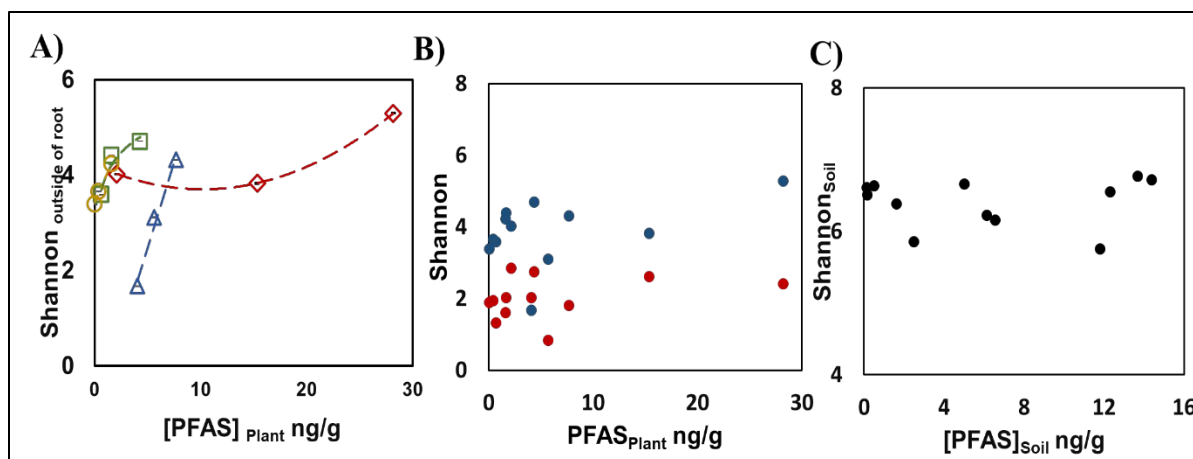 A)
6
4
2
0
Shannon outside of root
0 10 20 30
[PFAS] Plant ng/g
B)
8
6
4
2
0
Shannon
0 10 20 30
PFASPlant ng/g
C)
8
6
4
ShannonSoil
0 4 8 12 16
[PFAS]Soil ng/g